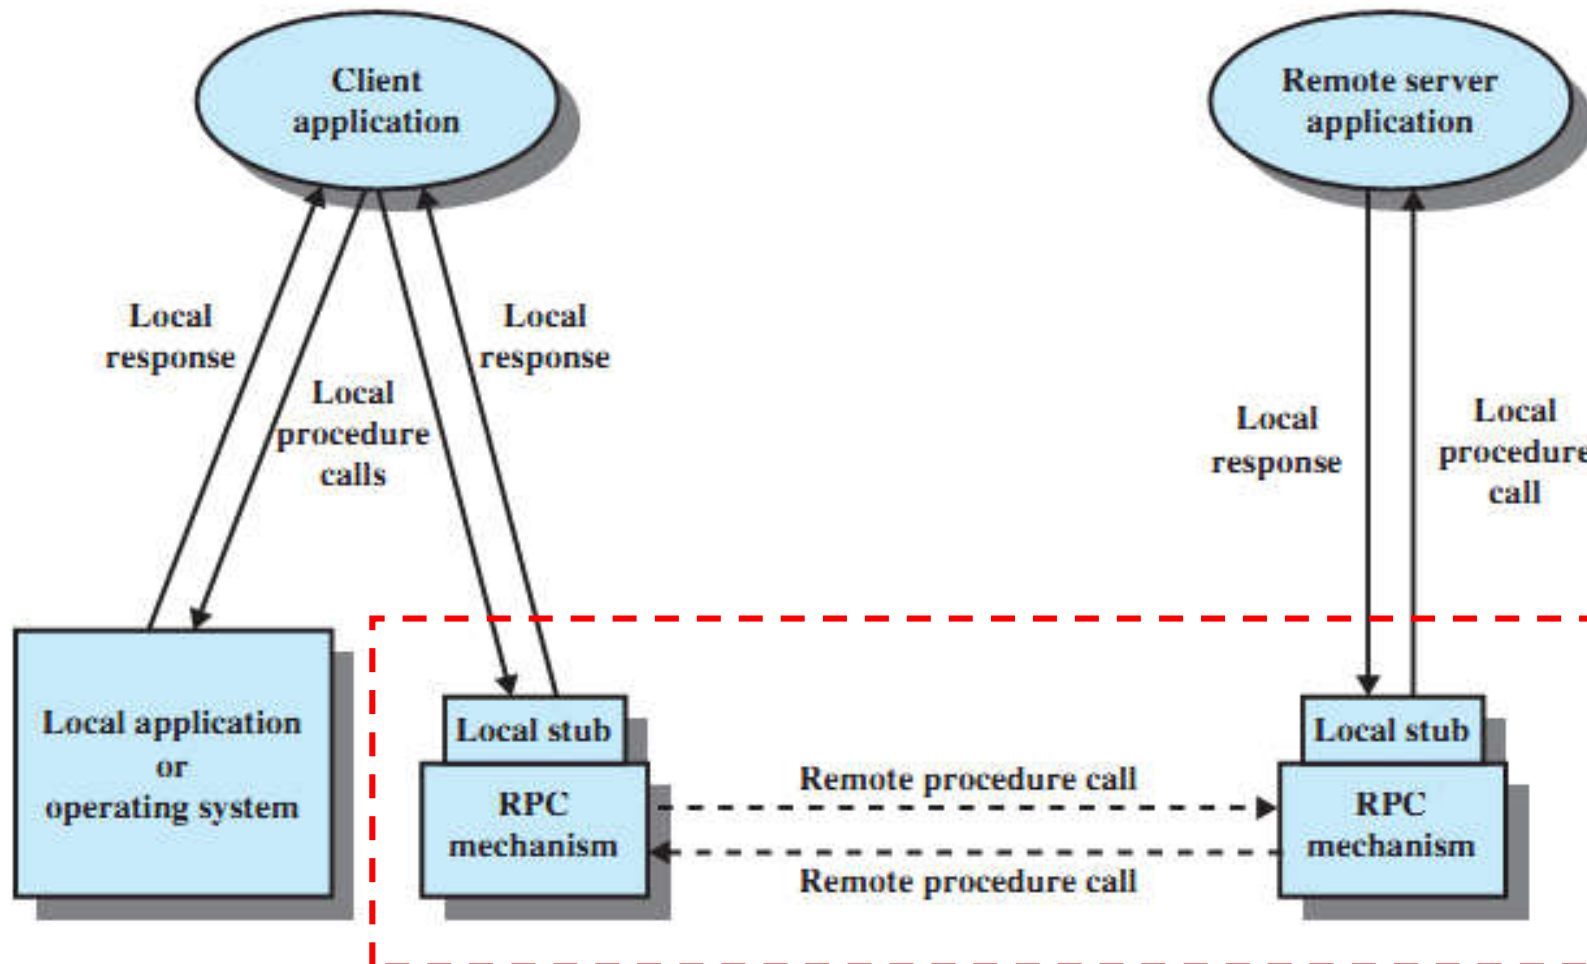 Client
application
Remote server
application
Local
response
Local
response
Local
procedure
calls
Local
response
Local
procedure
call
Local application
or
operating system
Local stub
RPC
mechanism
Remote procedure call
Remote procedure call
Local stub
RPC
mechanism